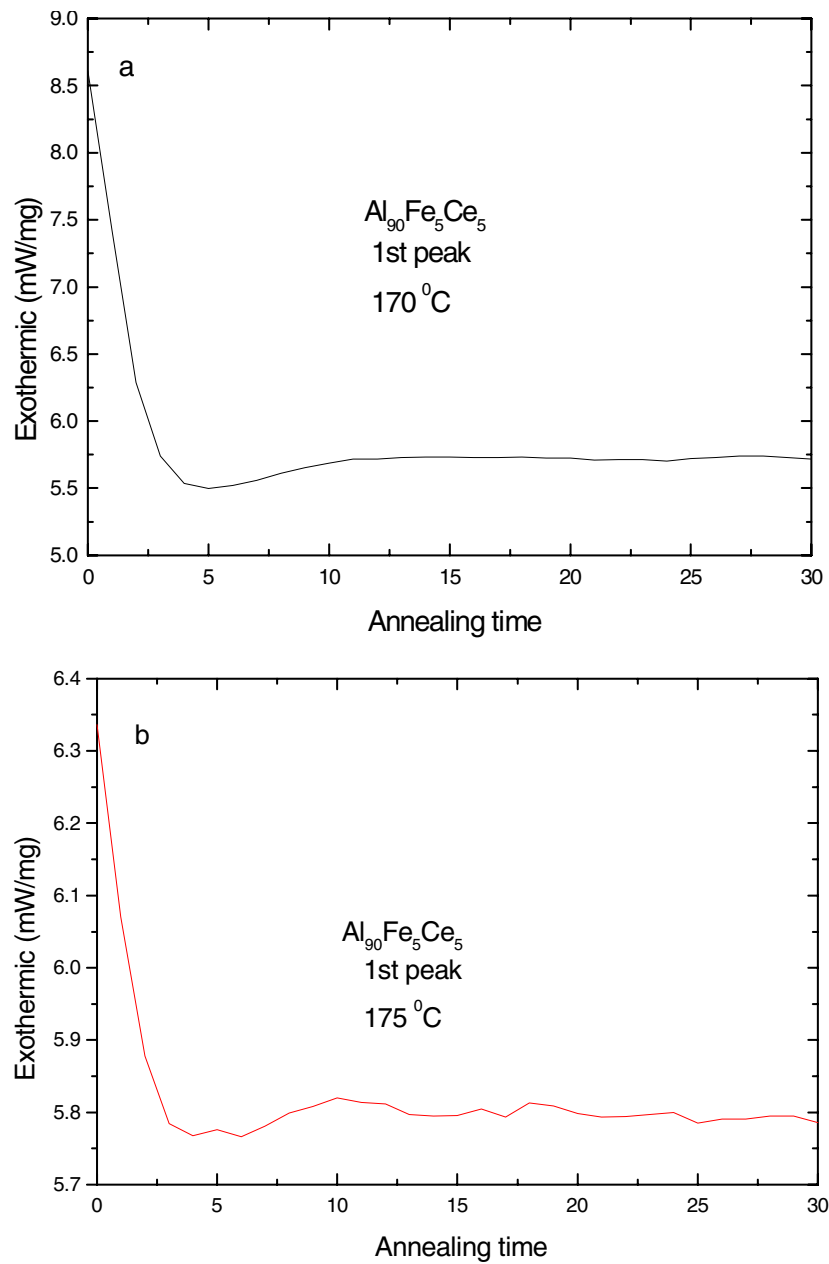 a
9.0
8.5
8.0
7.5
7.0
6.5
6.0
5.5
5.0
Exothermic (mW/mg)
Al₉₀Fe₅Ce₅
1st peak
170 ⁰C
0 5 10 15 20 25 30
Annealing time
b
6.4
6.3
6.2
6.1
6.0
5.9
5.8
5.7
Exothermic (mW/mg)
Al₉₀Fe₅Ce₅
1st peak
175 ⁰C
0 5 10 15 20 25 30
Annealing time